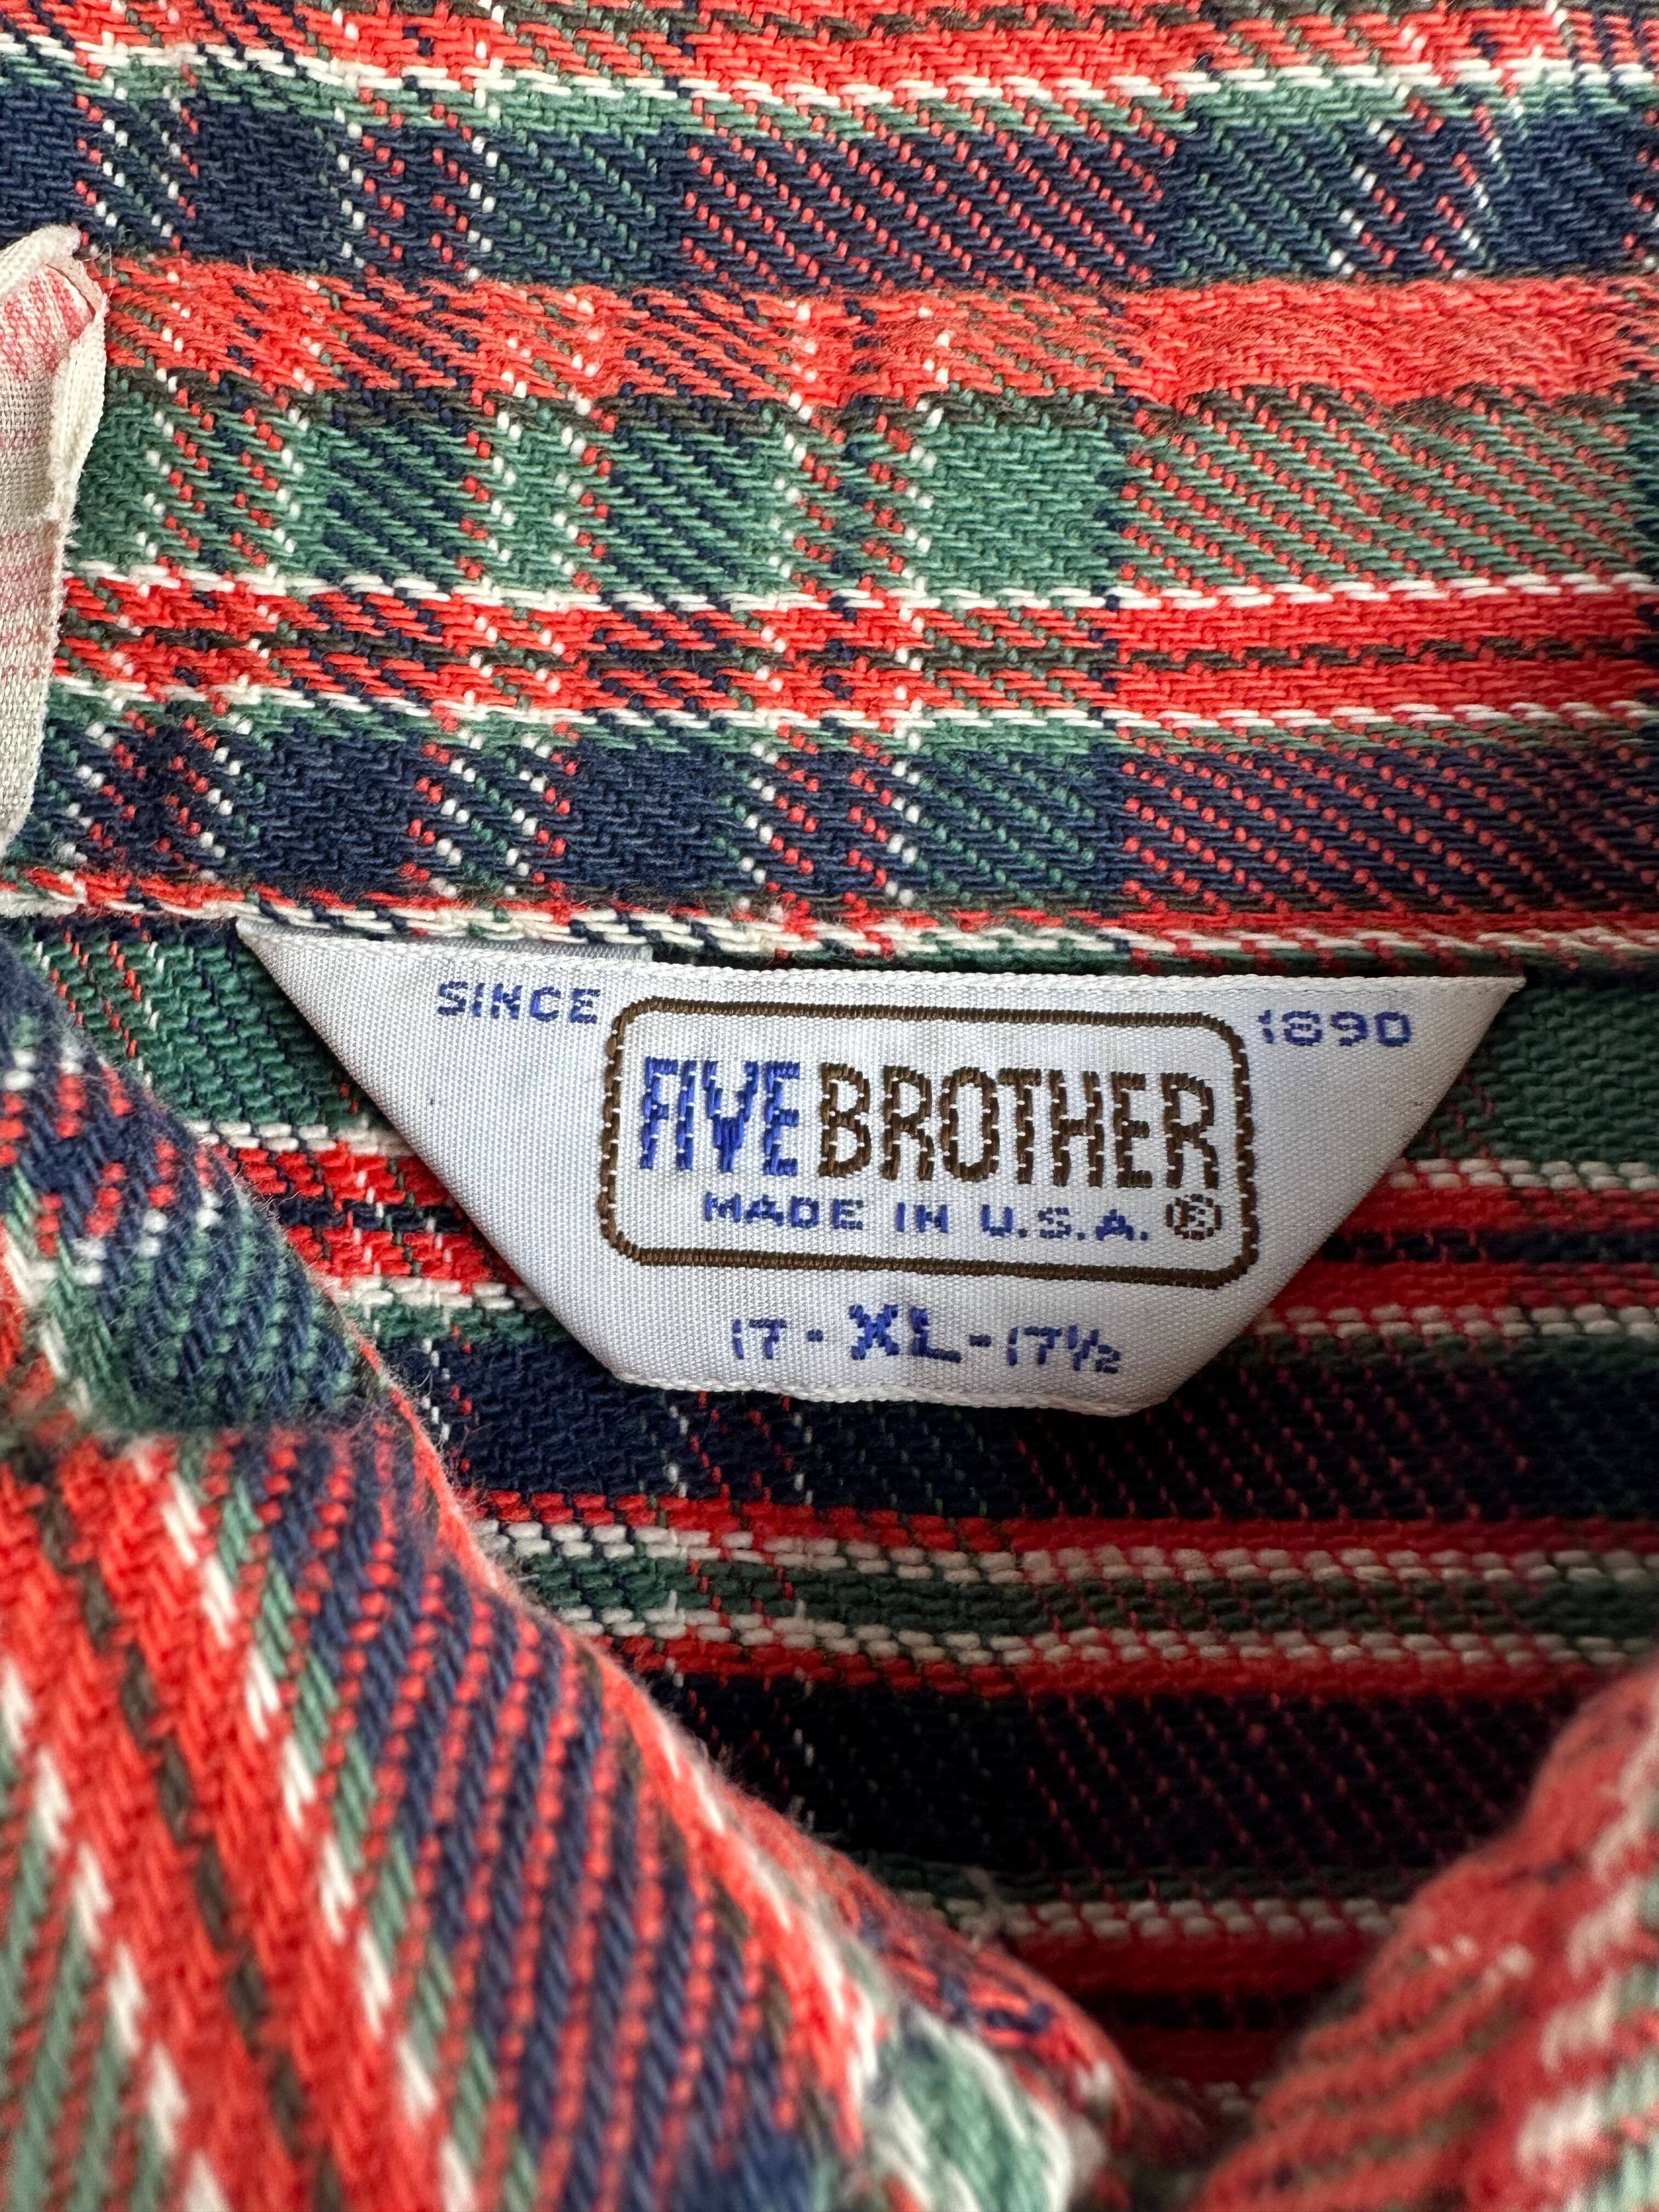 SINCE 1890
FIVE BROTHER
MADE IN U.S.A. ®
17 - XL - 17½